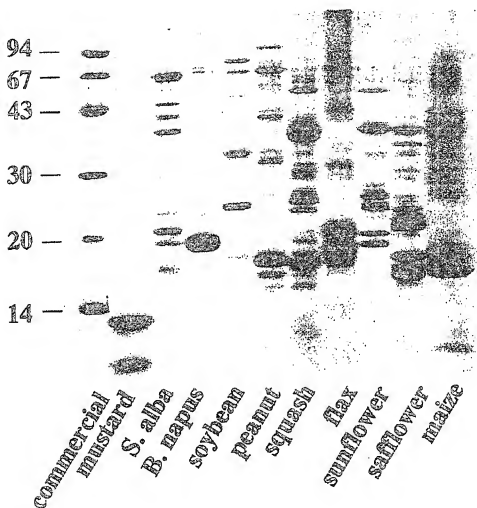 94 —
67 —
43 —
30 —
20 —
14 —
commercial
mustard
S. alba
B. napus
soybean
peanut
squash
flax
sunflower
safflower
maize